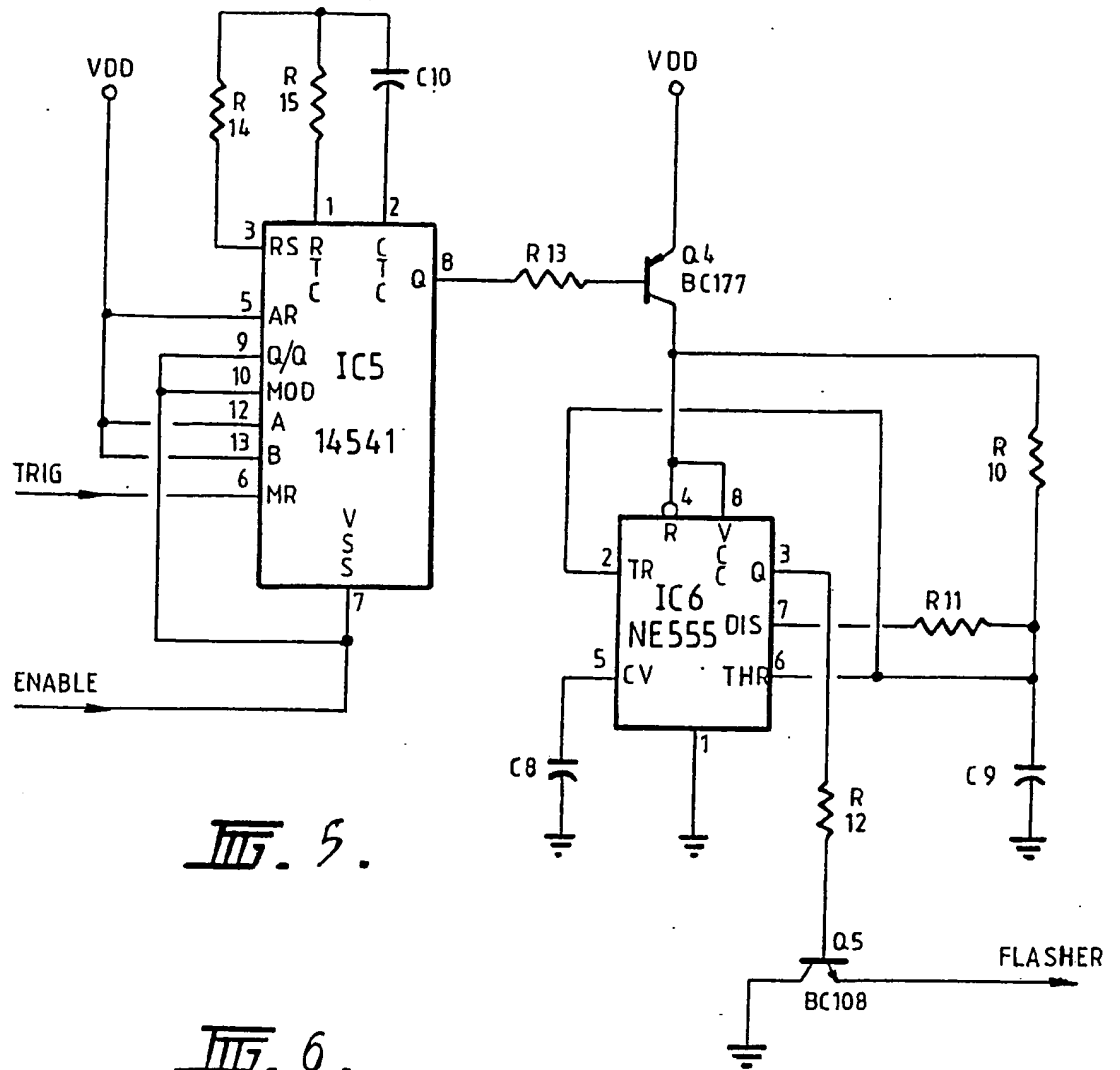 VDD
R
14
R
15
C10
VDD
1
2
3
RS
R
T
C
C
T
C
Q
8
R13
Q4
BC177
5
AR
9
Q/Q
10
MOD
IC5
12
A
13
B
14541
TRIG
6
MR
V
S
S
7
ENABLE
R
10
4
8
R
V
C
C
2
TR
Q
3
IC6
NE555
DIS
7
R11
5
CV
THR
6
1
C8
C9
R
12
FIG. 5.
Q5
BC108
FLASHER
FIG. 6.